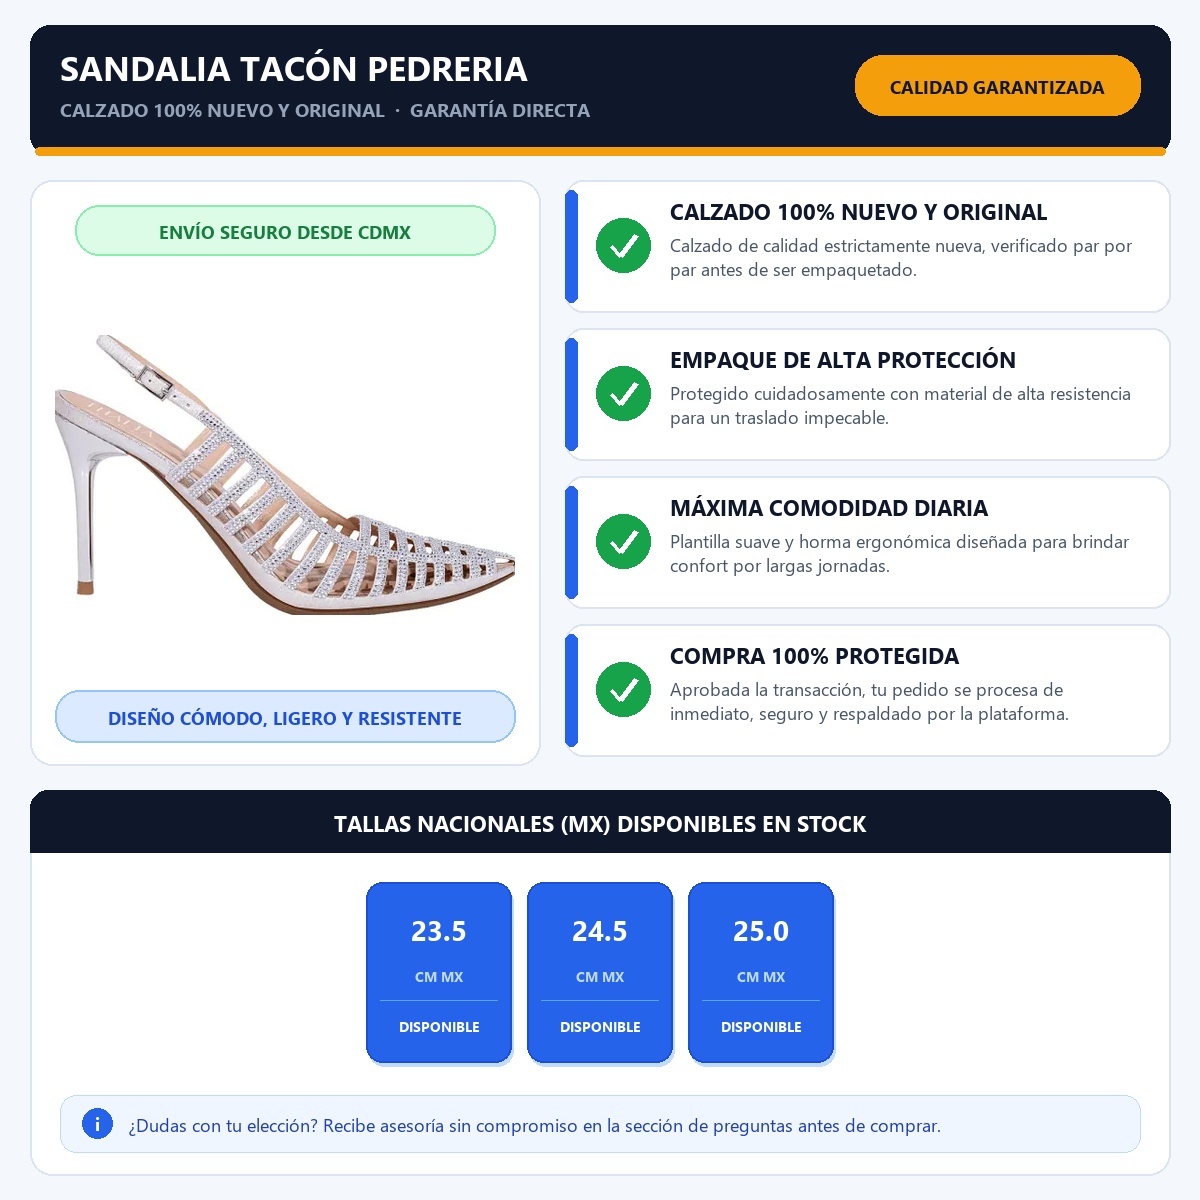 SANDALIA TACÓN PEDRERIA
CALZADO 100% NUEVO Y ORIGINAL · GARANTÍA DIRECTA
CALIDAD GARANTIZADA
ENVÍO SEGURO DESDE CDMX
DISEÑO CÓMODO, LIGERO Y RESISTENTE
CALZADO 100% NUEVO Y ORIGINAL
Calzado de calidad estrictamente nueva, verificado par por
par antes de ser empaquetado.
EMPAQUE DE ALTA PROTECCIÓN
Protegido cuidadosamente con material de alta resistencia
para un traslado impecable.
MÁXIMA COMODIDAD DIARIA
Plantilla suave y horma ergonómica diseñada para brindar
confort por largas jornadas.
COMPRA 100% PROTEGIDA
Aprobada la transacción, tu pedido se procesa de
inmediato, seguro y respaldado por la plataforma.
TALLAS NACIONALES (MX) DISPONIBLES EN STOCK
23.5
CM MX
DISPONIBLE
24.5
CM MX
DISPONIBLE
25.0
CM MX
DISPONIBLE
¿Dudas con tu elección? Recibe asesoría sin compromiso en la sección de preguntas antes de comprar.